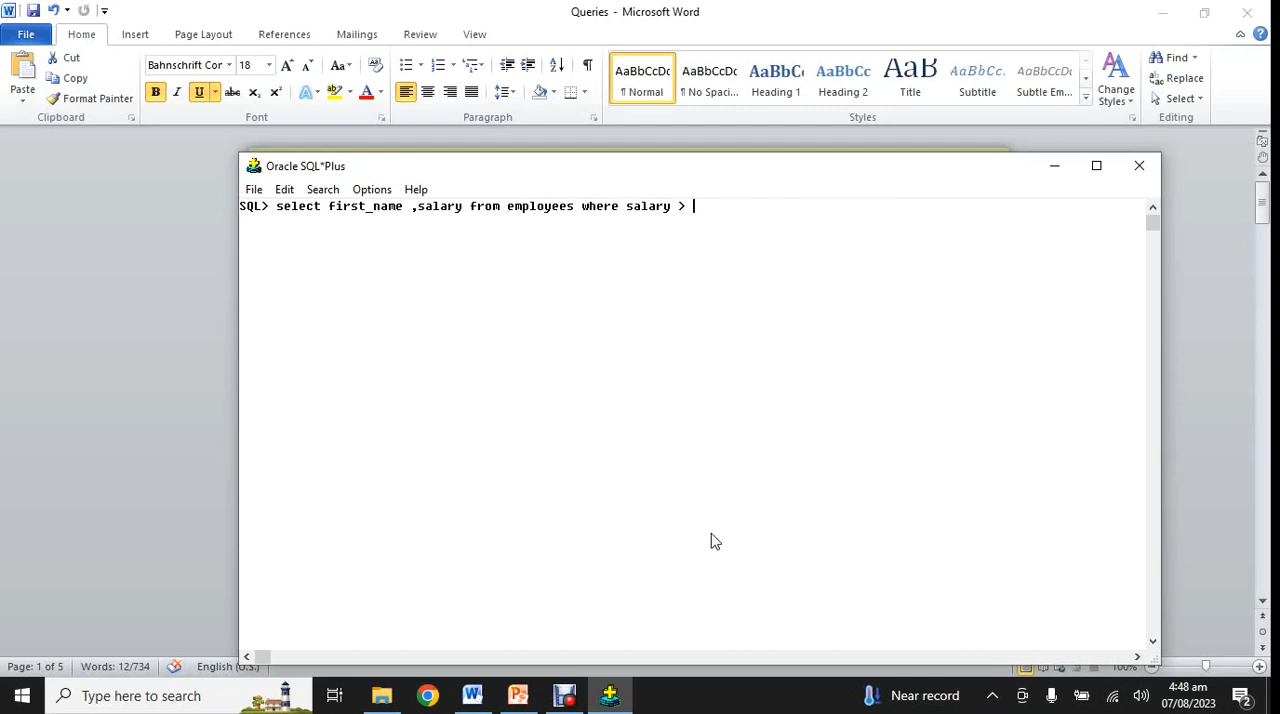 Queries - Microsoft Word
File Home Insert Page Layout References Mailings Review View
Cut
Copy
Format Painter
Paste
Clipboard
Bahnschrift Cor 18
Font
Paragraph
AaBbCcDc AaBbCcDc AaBbCc AaBbCc AaB AaBbCc. AaBbCcDc
¶ Normal ¶ No Spaci... Heading 1 Heading 2 Title Subtitle Subtle Em...
Change Styles
Styles
Find
Replace
Select
Editing
Oracle SQL*Plus
File Edit Search Options Help
SQL> select first_name ,salary from employees where salary >
Page: 1 of 5 Words: 12/734 English (U.S.) 100%
Type here to search
Near record
4:48 am
07/08/2023
2